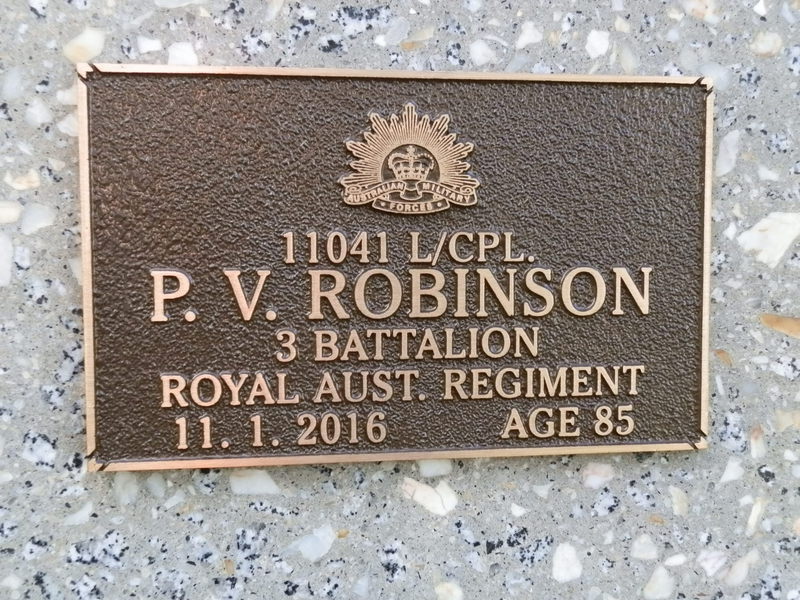 AUSTRALIAN MILITARY
FORCES
11041 L/CPL.
P. V. ROBINSON
3 BATTALION
ROYAL AUST. REGIMENT
11. 1. 2016 AGE 85